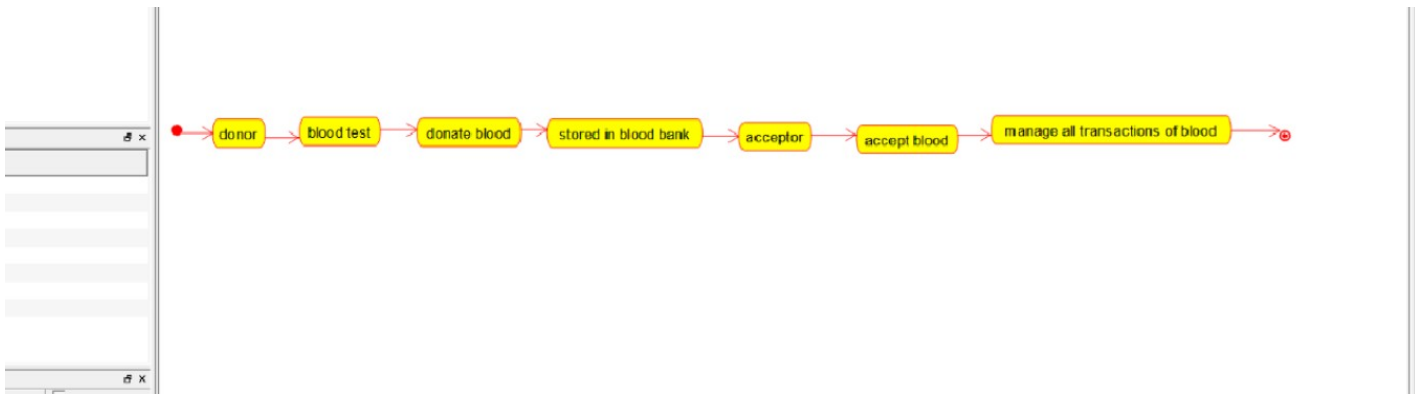 donor
blood test
donate blood
stored in blood bank
acceptor
accept blood
manage all transactions of blood